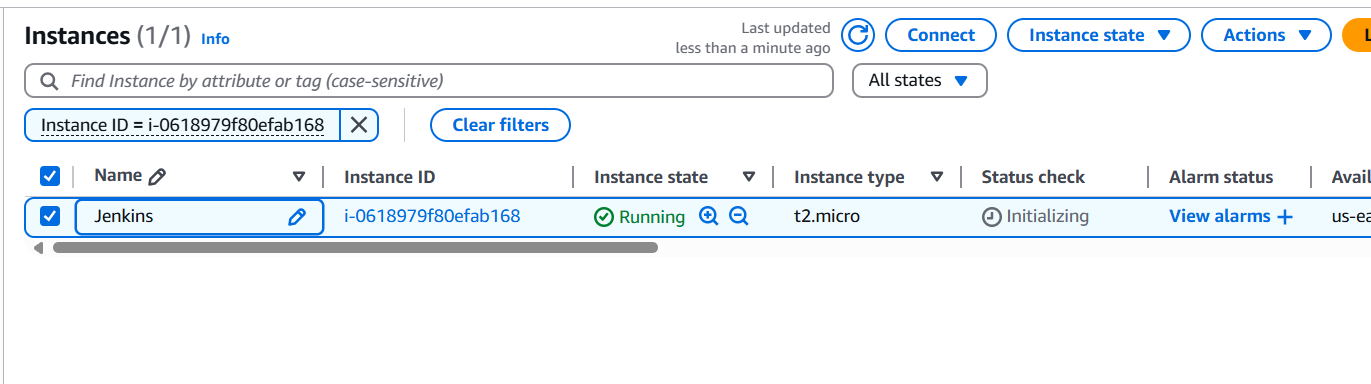 Instances (1/1) Info
Last updated
less than a minute ago
Connect
Instance state
Actions
Find Instance by attribute or tag (case-sensitive)
All states
Instance ID = i-0618979f80efab168
Clear filters
Name Instance ID Instance state Instance type Status check Alarm status
Jenkins i-0618979f80efab168 Running t2.micro Initializing View alarms +